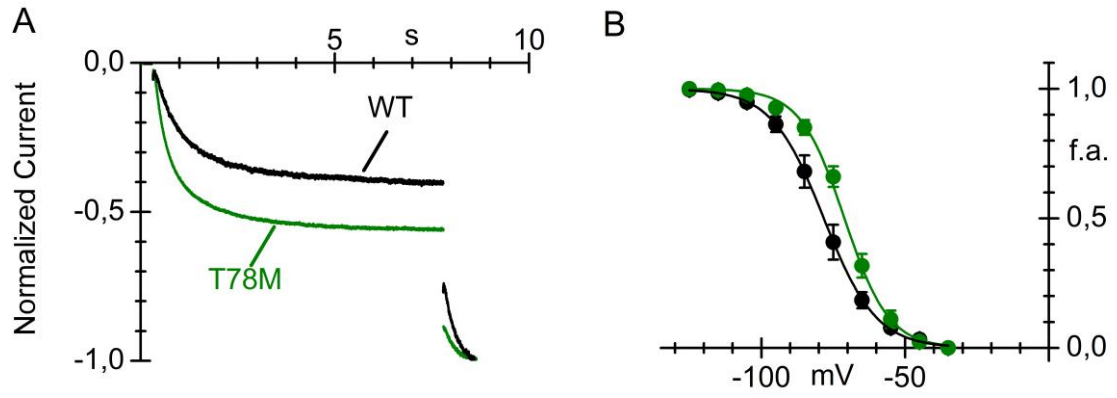 A
5 s 10
0,0
WT
Normalized Current
-0,5
T78M
-1,0
B
1,0
f.a.
0,5
0,0
-100 mV -50